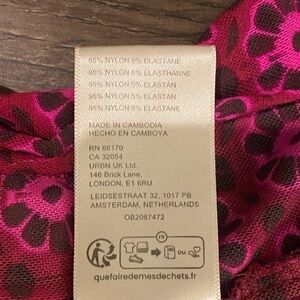 95% NYLON 5% ELASTANE
95% NYLON 5% ELASTHANNE
95% NYLON 5% ELASTAN
95% NYLON 5% ELASTAN
95% NYLON 5% ELASTANE
MADE IN CAMBODIA
HECHO EN CAMBOYA
RN 66170
CA 32054
URBN UK Ltd.
146 Brick Lane,
LONDON, E1 6RU
LEIDSESTRAAT 32, 1017 PB
AMSTERDAM, NETHERLANDS
OB2087472
FR
OU
quefairedemesdechets.fr